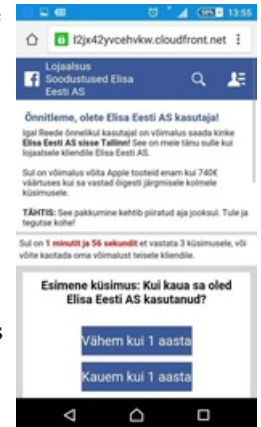 13:55
f2jx42yvcehvkw.cloudfront.net
Lojaalsus
Soodustused Elisa
Eesti AS
Õnnitleme, olete Elisa Eesti AS kasutaja!
Igal Reede õnnelikul kasutajal on võimalus saada kinke
Elisa Eesti AS sisse Tallinn! See on meie tänu sulle kui
lojaalsele kliendile Elisa Eesti AS.
Sul on võimalus võita Apple tooteid enam kui 740€
väärtuses kui sa vastad õigesti järgmisele kolmele
küsimusele.
TÄHTIS: See pakkumine kehtib piiratud aja jooksul. Tule ja
tegutse kohe!
Sul on 1 minutit ja 56 sekundit et vastata 3 küsimusele, või
võite kaotada oma võimalust teisele kliendile.
Esimene küsimus: Kui kaua sa oled
Elisa Eesti AS kasutanud?
Vähem kui 1 aasta
Kauem kui 1 aasta